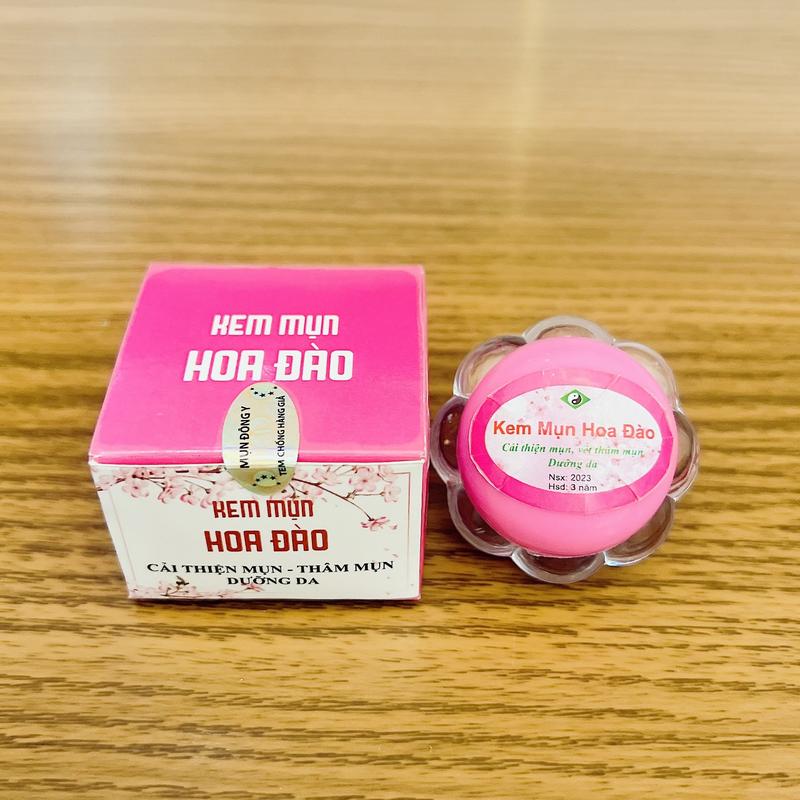 KEM MỤN
HOA ĐÀO
MỤN ĐÔNG Y
TEM CHỐNG HÀNG GIẢ
KEM MỤN
HOA ĐÀO
CẢI THIỆN MỤN - THÂM MỤN
DƯỠNG DA
Kem Mụn Hoa Đào
Cải thiện mụn, vết thâm mụn
Dưỡng da
Nsx: 2023
Hsd: 3 năm